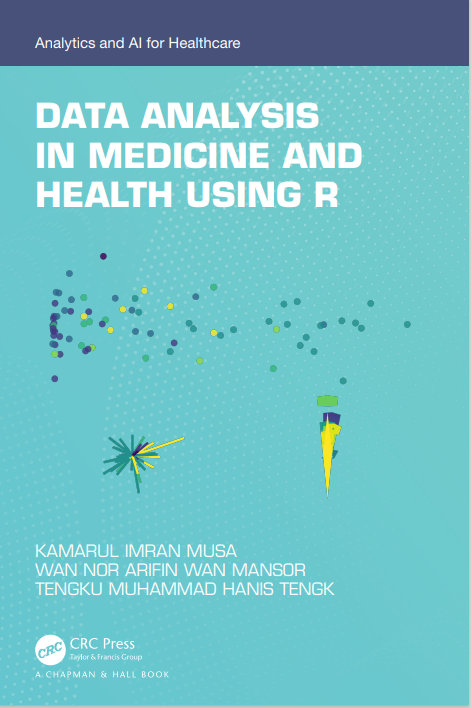 Analytics and AI for Healthcare
DATA ANALYSIS
IN MEDICINE AND
HEALTH USING R
KAMARUL IMRAN MUSA
WAN NOR ARIFIN WAN MANSOR
TENGKU MUHAMMAD HANIS TENGK
CRC CRC Press
Taylor & Francis Group
A CHAPMAN & HALL BOOK